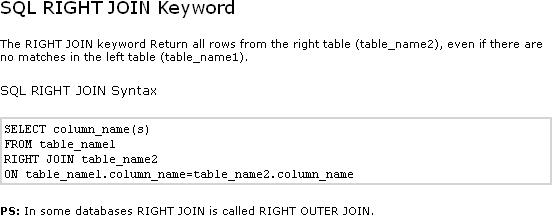 SQL RIGHT JOIN Keyword
The RIGHT JOIN keyword Return all rows from the right table (table_name2), even if there are
no matches in the left table (table_name1).
SQL RIGHT JOIN Syntax
SELECT column_name(s)
FROM table_name1
RIGHT JOIN table_name2
ON table_name1.column_name=table_name2.column_name
PS: In some databases RIGHT JOIN is called RIGHT OUTER JOIN.